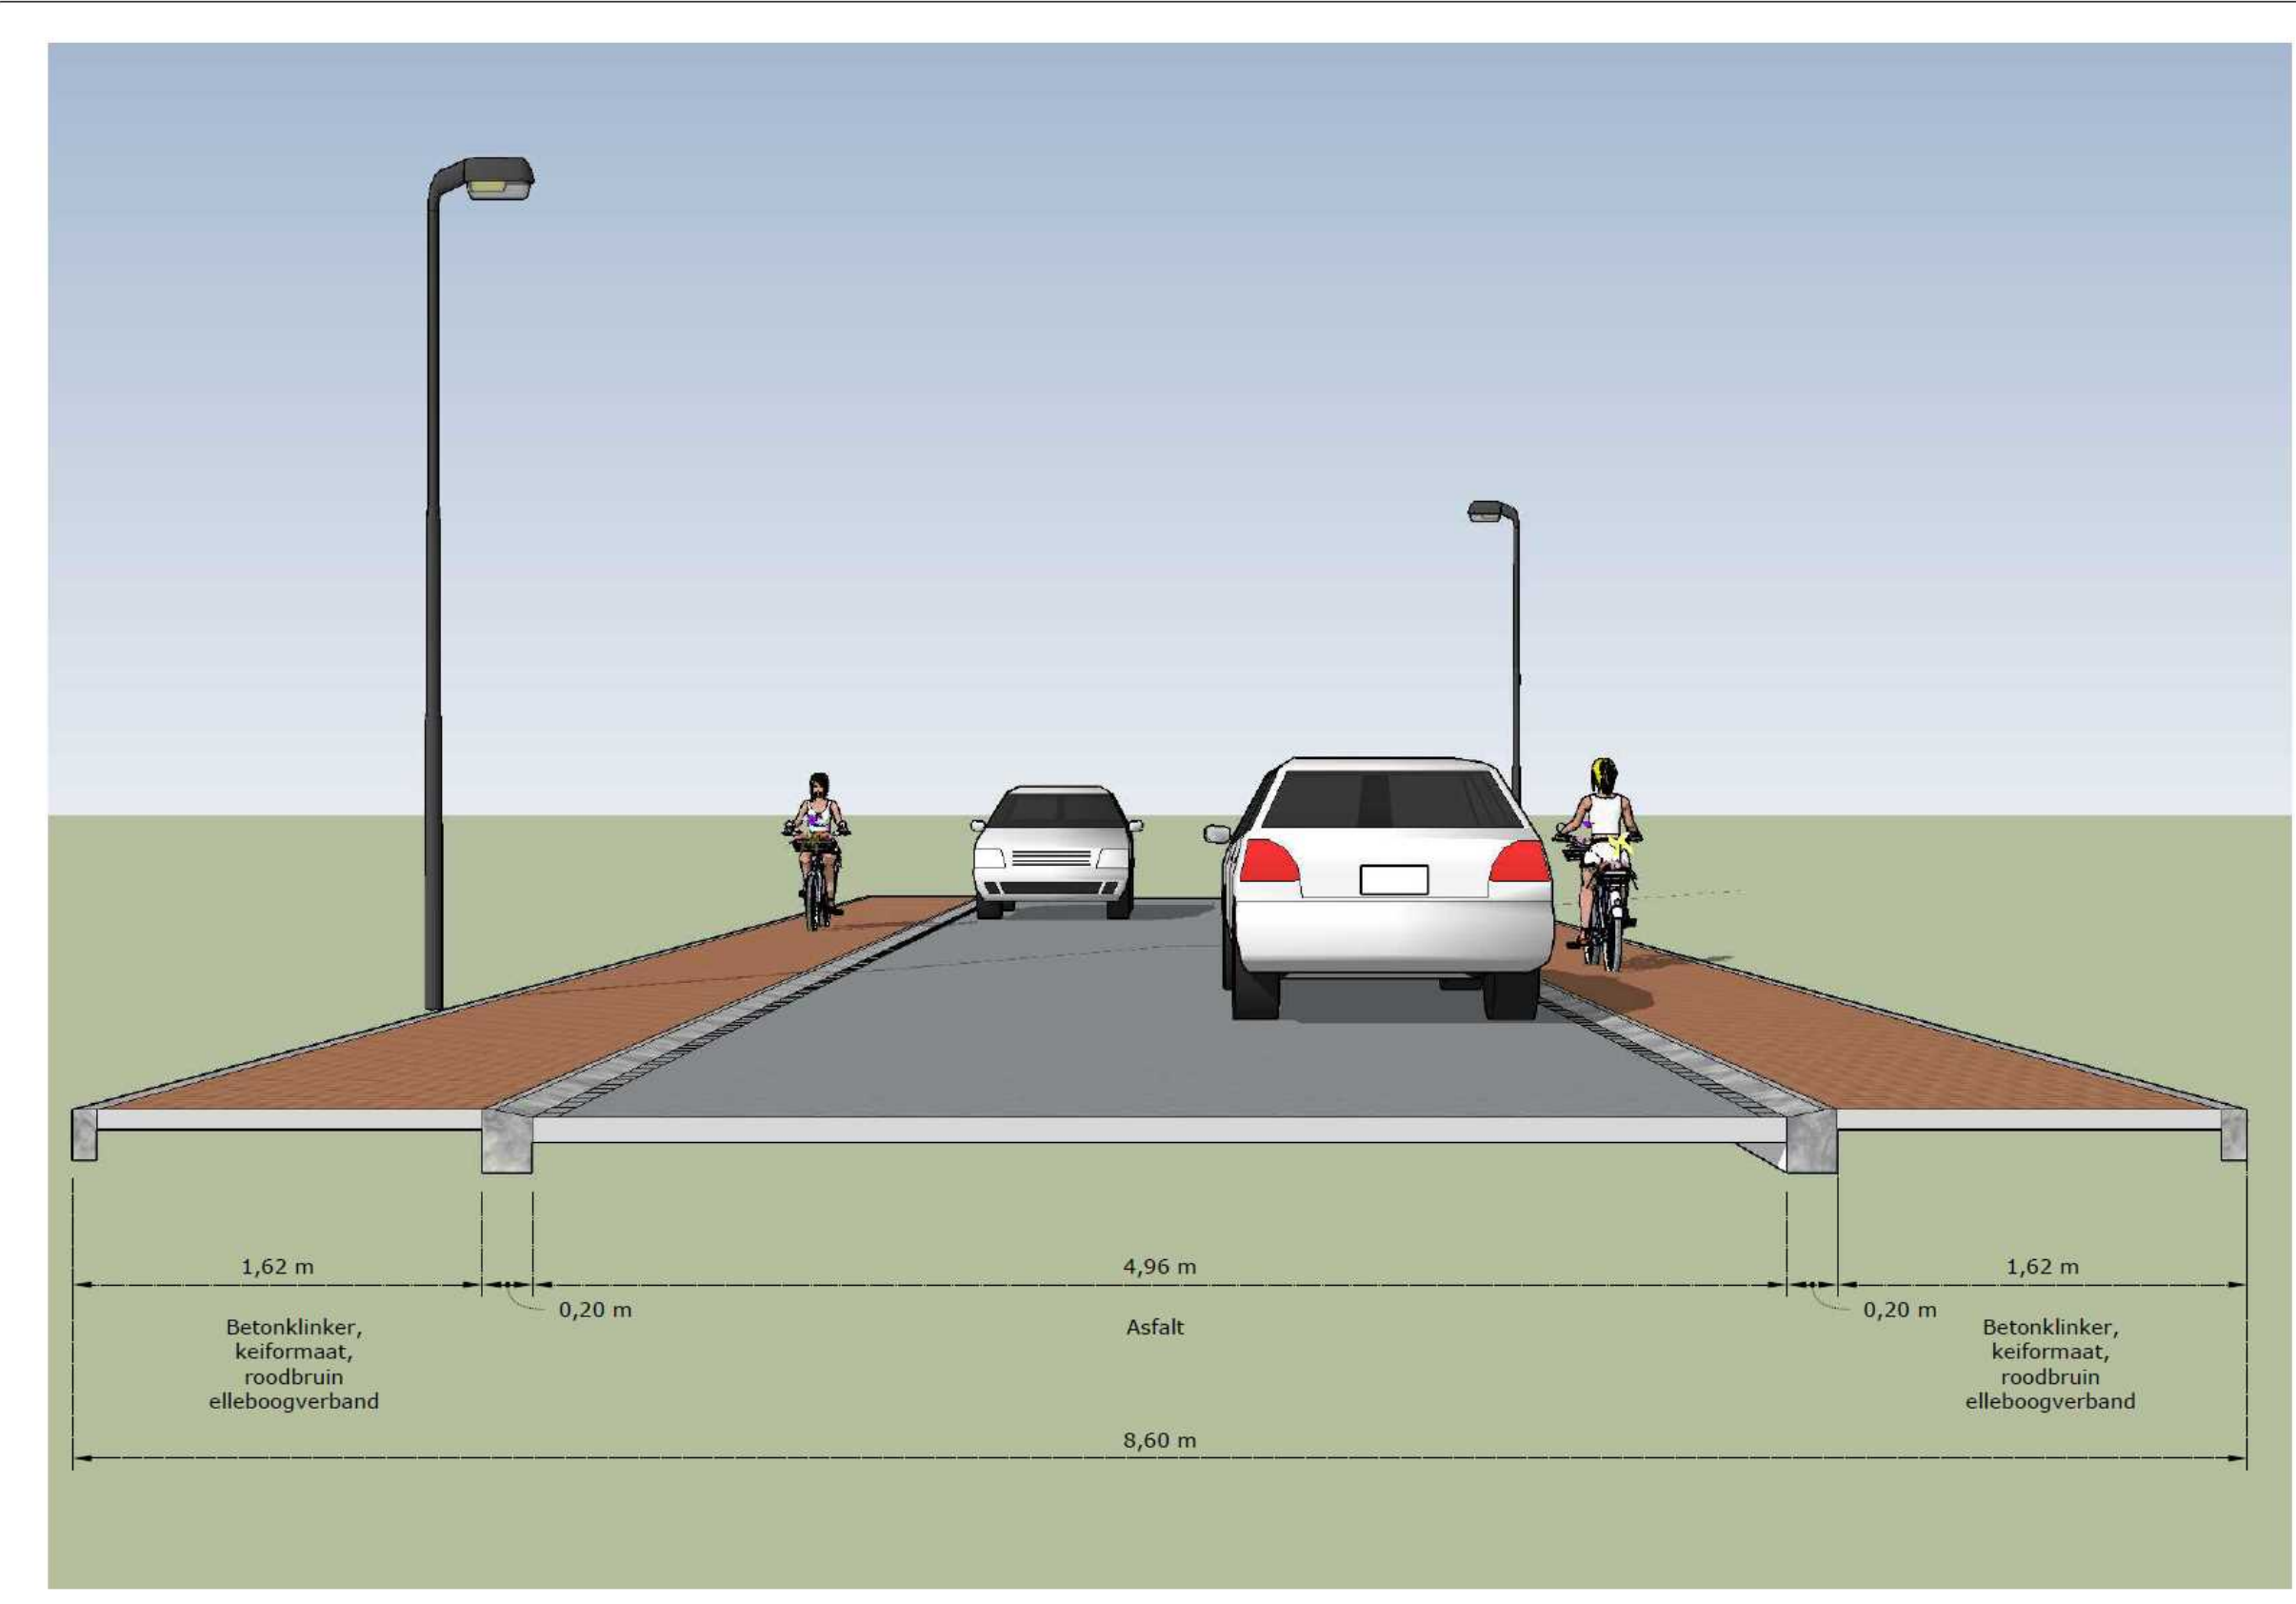 1,62 m
4,96 m
1,62 m
0,20 m
0,20 m
Betonklinker,
keiformaat,
roodbruin
elleboogverband
Asfalt
Betonklinker,
keiformaat,
roodbruin
elleboogverband
8,60 m